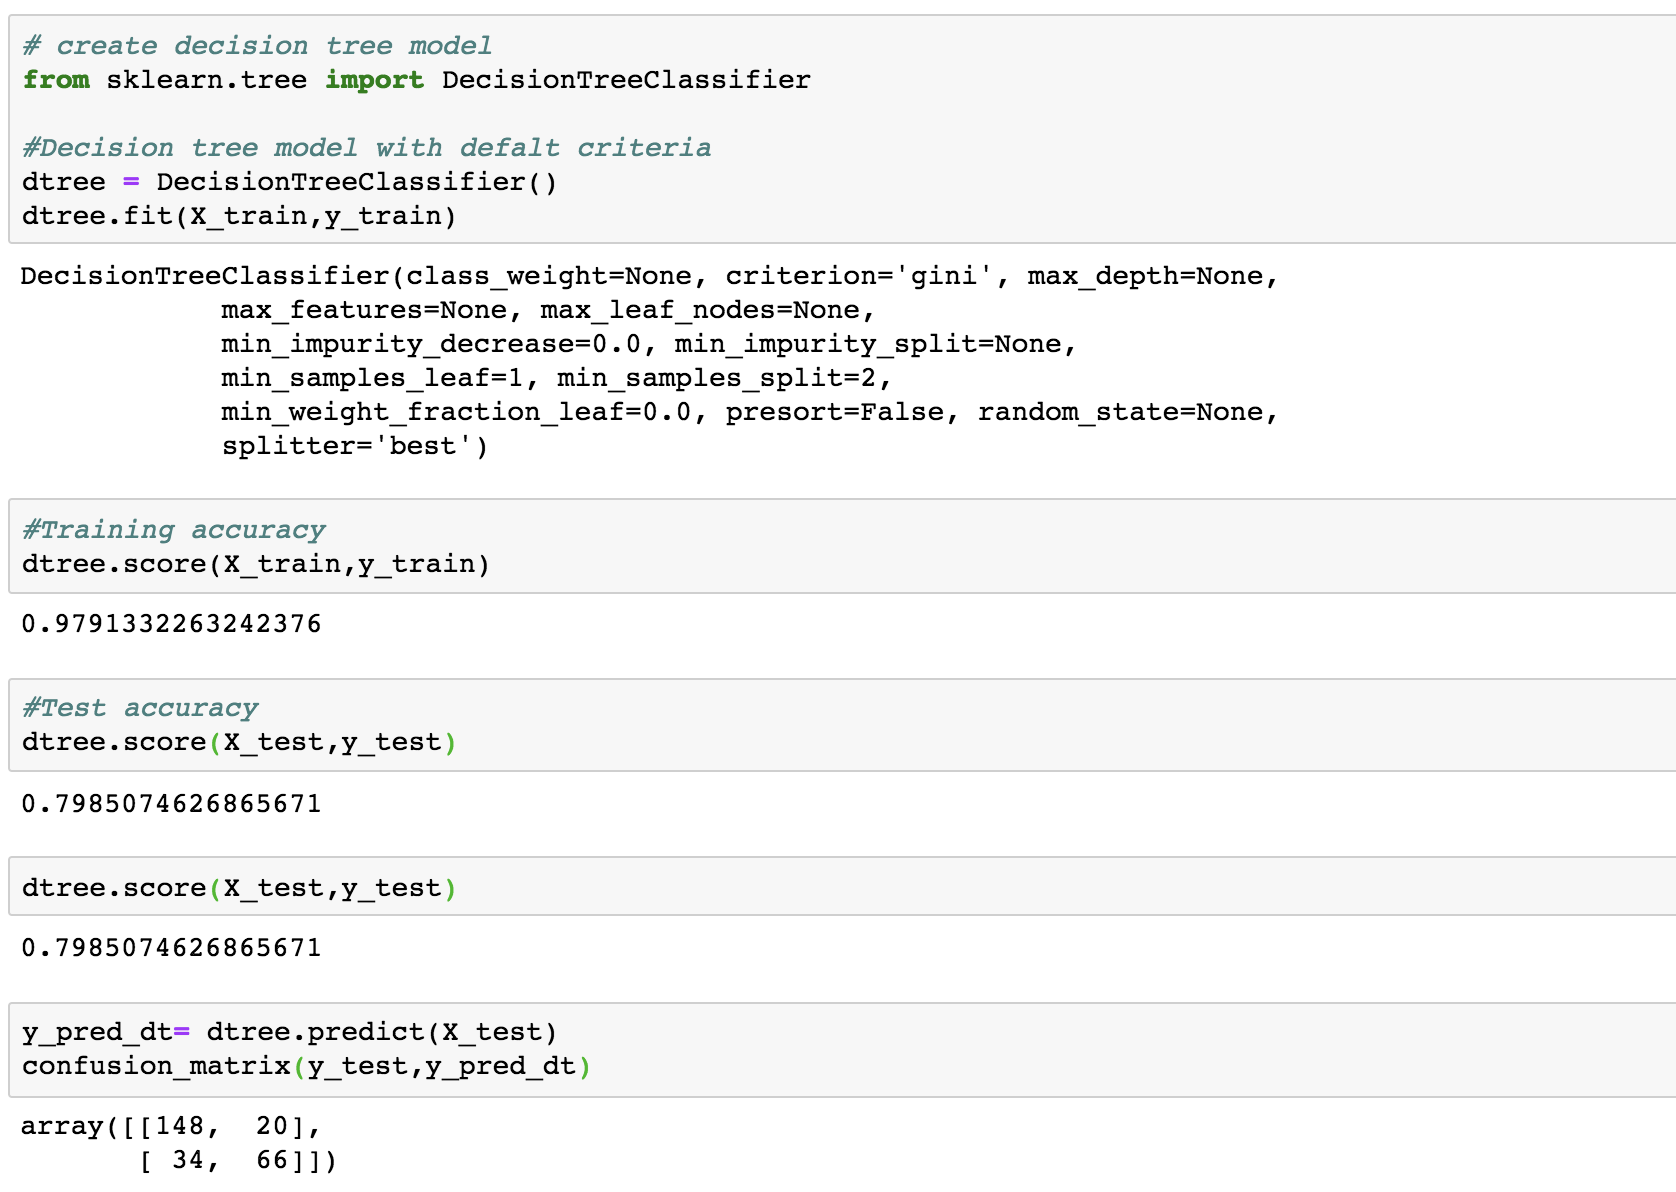 # create decision tree model
from sklearn.tree import DecisionTreeClassifier
#Decision tree model with defalt criteria
dtree = DecisionTreeClassifier()
dtree.fit(X_train,y_train)
DecisionTreeClassifier(class_weight=None, criterion='gini', max_depth=None,
            max_features=None, max_leaf_nodes=None,
            min_impurity_decrease=0.0, min_impurity_split=None,
            min_samples_leaf=1, min_samples_split=2,
            min_weight_fraction_leaf=0.0, presort=False, random_state=None,
            splitter='best')
#Training accuracy
dtree.score(X_train,y_train)
0.9791332263242376
#Test accuracy
dtree.score(X_test,y_test)
0.7985074626865671
dtree.score(X_test,y_test)
0.7985074626865671
y_pred_dt= dtree.predict(X_test)
confusion_matrix(y_test,y_pred_dt)
array([[148,  20],
       [ 34,  66]])